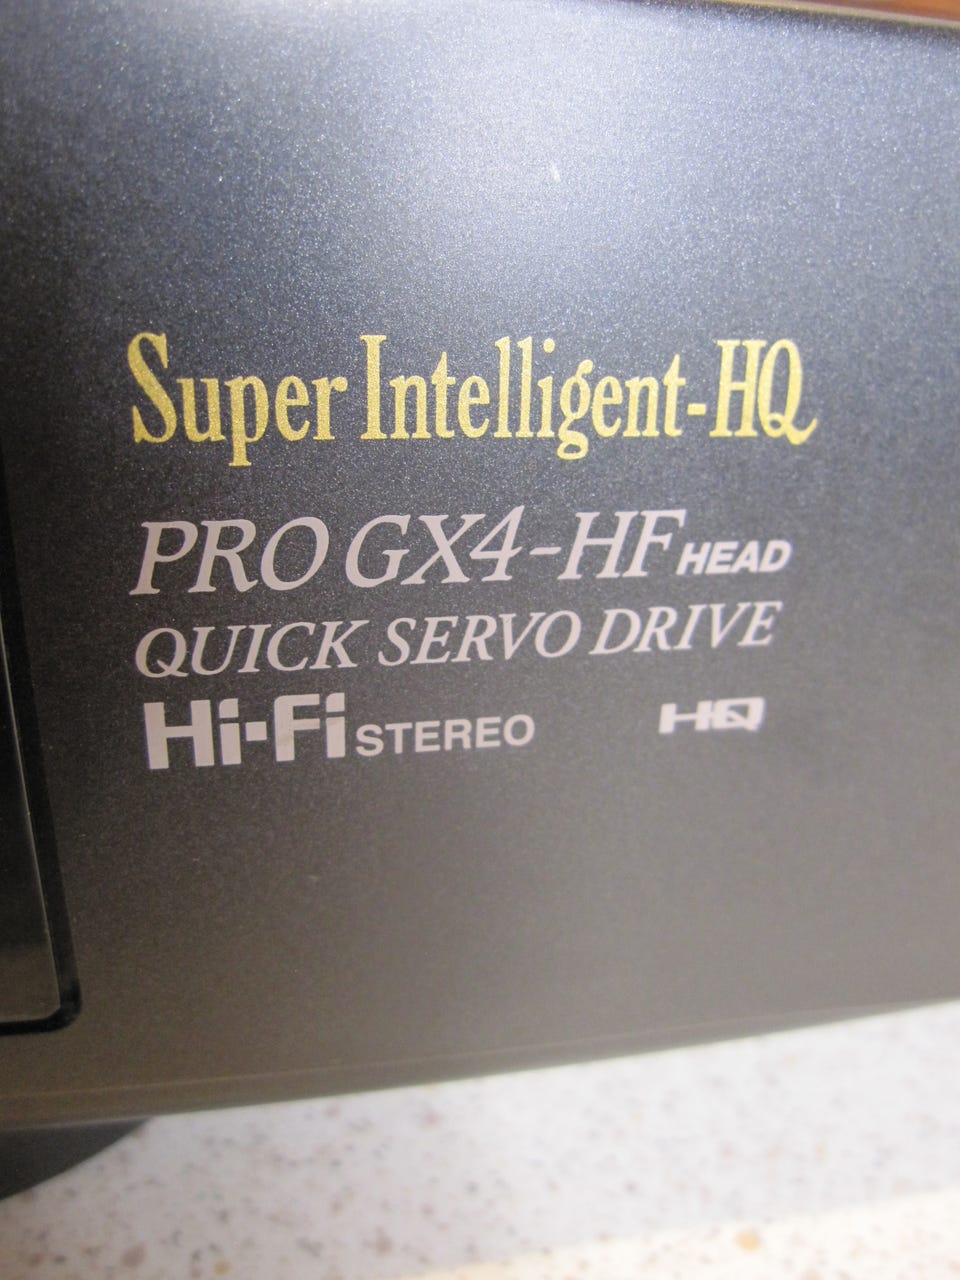 Super Intelligent-HQ
PRO GX4-HF HEAD
QUICK SERVO DRIVE
Hi-Fi STEREO HQ